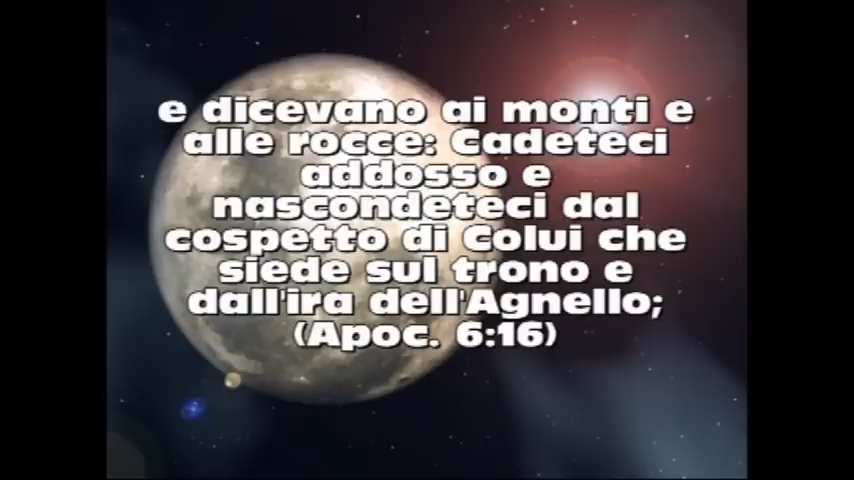 e dicevano ai monti e
alle rocce: Cadeteci
addosso e
nascondeteci dal
cospetto di Colui che
siede sul trono e
dall'ira dell'Agnello;
(Apoc. 6:16)